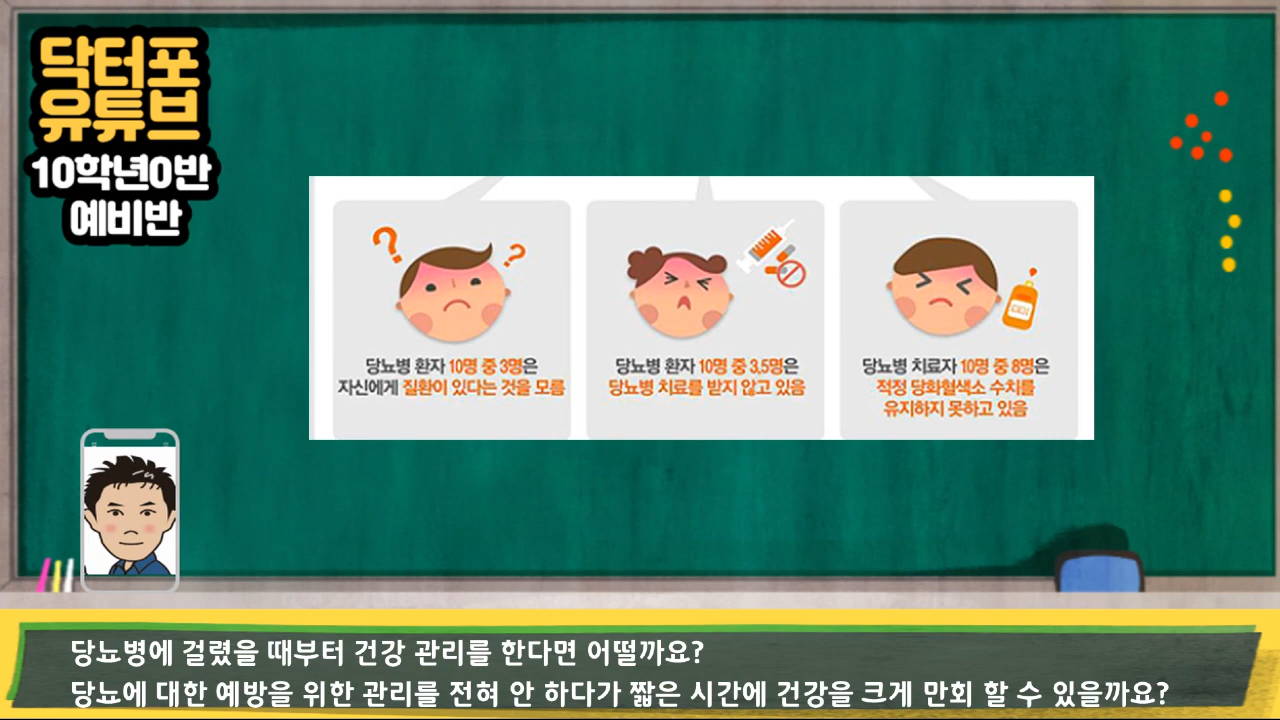 닥터포
유튜브
10학년0반
예비반
당뇨병 환자 10명 중 3명은
자신에게 질환이 있다는 것을 모름
당뇨병 환자 10명 중 3.5명은
당뇨병 치료를 받지 않고 있음
당뇨병 치료자 10명 중 8명은
적정 당화혈색소 수치를
유지하지 못하고 있음
당뇨병에 걸렸을 때부터 건강 관리를 한다면 어떨까요?
당뇨에 대한 예방을 위한 관리를 전혀 안 하다가 짧은 시간에 건강을 크게 만회 할 수 있을까요?